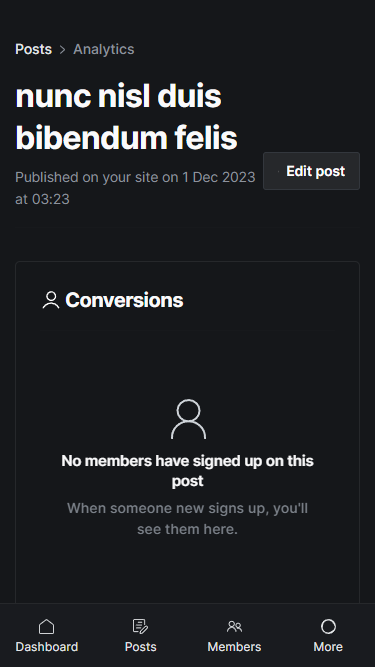 Posts > Analytics
nunc nisl duis
bibendum felis
Published on your site on 1 Dec 2023
at 03:23
Edit post
Conversions
No members have signed up on this
post
When someone new signs up, you'll
see them here.
Dashboard
Posts
Members
More